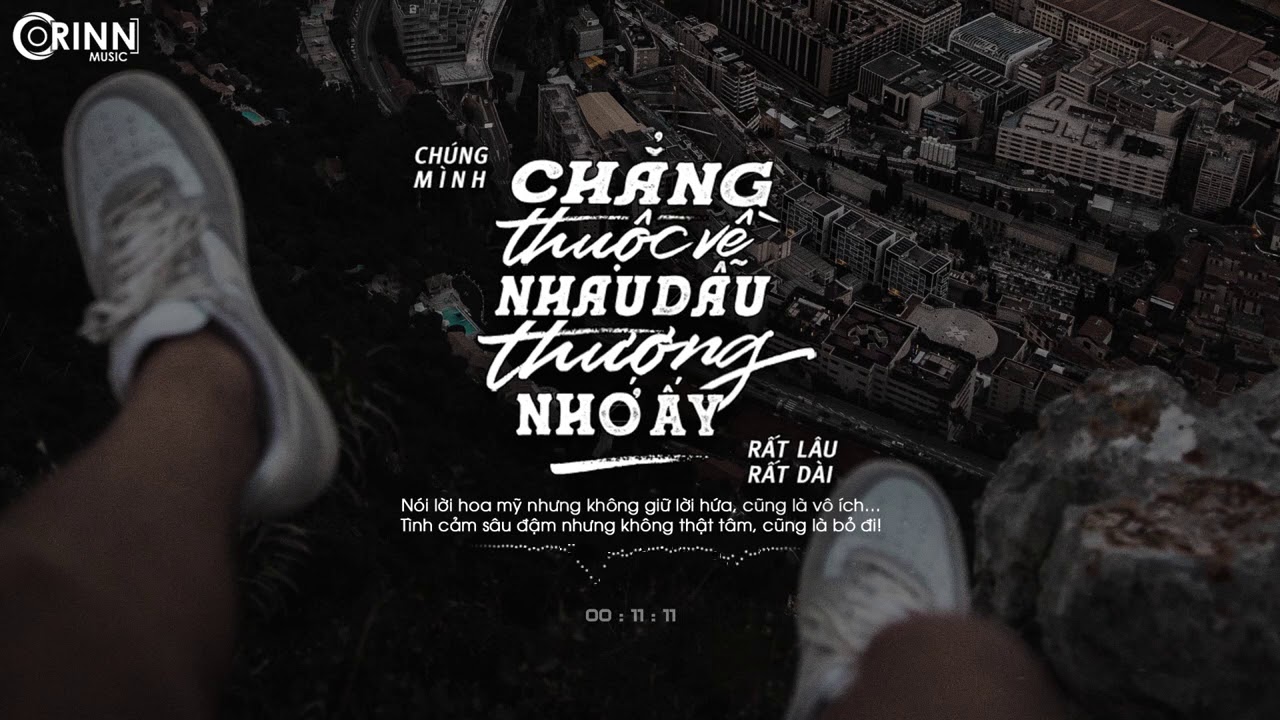 ORINN
MUSIC
CHÚNG
MÌNH
CHẲNG
thuộc về
NHAU DẪU
thương
NHỚ ẤY
RẤT LÂU
RẤT DÀI
Nói lời hoa mỹ nhưng không giữ lời hứa, cũng là vô ích...
Tình cảm sâu đậm nhưng không thật tâm, cũng là bỏ đi!
00 : 11 : 11